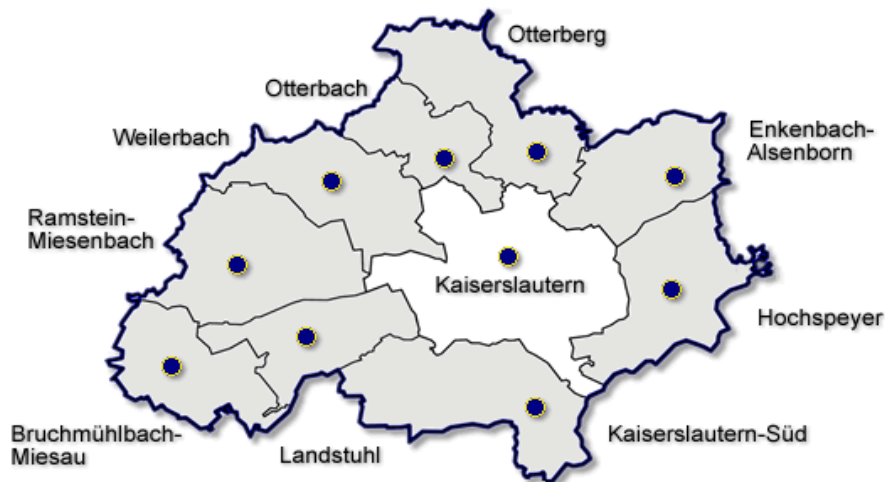 Otterberg
Otterbach
Weilerbach
Enkenbach-
Alsenborn
Ramstein-
Miesenbach
Kaiserslautern
Hochspeyer
Bruchmühlbach-
Miesau
Landstuhl
Kaiserslautern-Süd